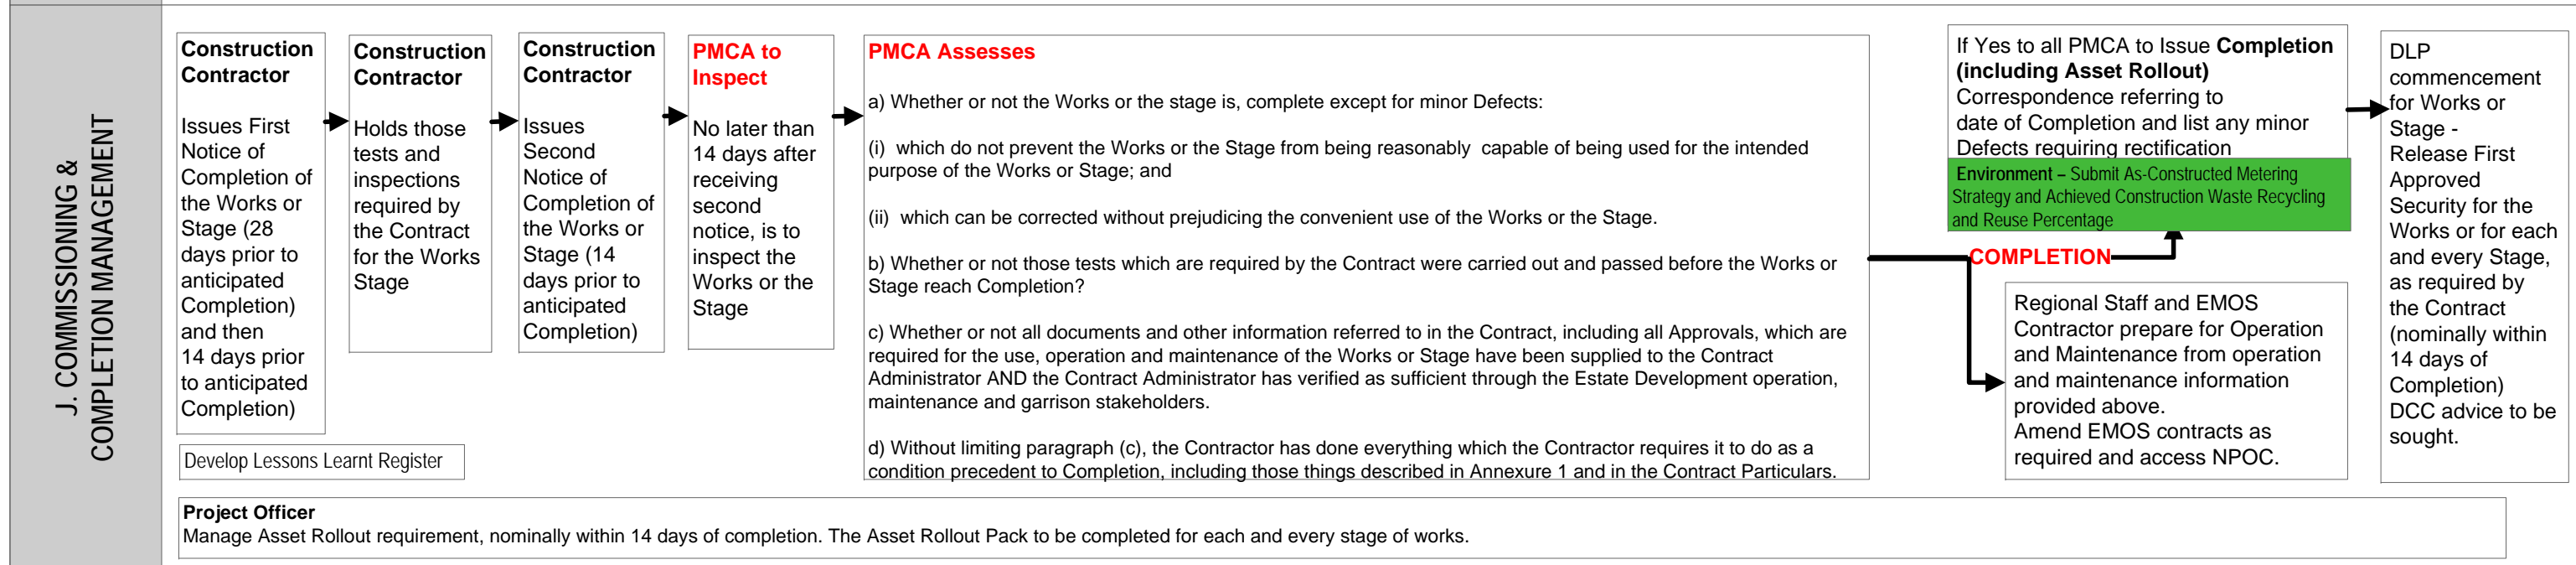 J. COMMISSIONING &
COMPLETION MANAGEMENT
Construction
Contractor
Issues First
Notice of
Completion of
the Works or
Stage (28
days prior to
anticipated
Completion)
and then
14 days prior
to anticipated
Completion)
Construction
Contractor
Holds those
tests and
inspections
required by
the Contract
for the Works
Stage
Construction
Contractor
Issues
Second
Notice of
Completion of
the Works or
Stage (14
days prior to
anticipated
Completion)
PMCA to
Inspect
No later than
14 days after
receiving
second
notice, is to
inspect the
Works or the
Stage
PMCA Assesses
a) Whether or not the Works or the stage is, complete except for minor Defects:
(i) which do not prevent the Works or the Stage from being reasonably capable of being used for the intended
purpose of the Works or Stage; and
(ii) which can be corrected without prejudicing the convenient use of the Works or the Stage.
b) Whether or not those tests which are required by the Contract were carried out and passed before the Works or
Stage reach Completion?
c) Whether or not all documents and other information referred to in the Contract, including all Approvals, which are
required for the use, operation and maintenance of the Works or Stage have been supplied to the Contract
Administrator AND the Contract Administrator has verified as sufficient through the Estate Development operation,
maintenance and garrison stakeholders.
d) Without limiting paragraph (c), the Contractor has done everything which the Contractor requires it to do as a
condition precedent to Completion, including those things described in Annexure 1 and in the Contract Particulars.
If Yes to all PMCA to Issue Completion
(including Asset Rollout)
Correspondence referring to
date of Completion and list any minor
Defects requiring rectification
Environment – Submit As-Constructed Metering
Strategy and Achieved Construction Waste Recycling
and Reuse Percentage
COMPLETION
Regional Staff and EMOS
Contractor prepare for Operation
and Maintenance from operation
and maintenance information
provided above.
Amend EMOS contracts as
required and access NPOC.
DLP
commencement
for Works or
Stage -
Release First
Approved
Security for the
Works or for each
and every Stage,
as required by
the Contract
(nominally within
14 days of
Completion)
DCC advice to be
sought.
Develop Lessons Learnt Register
Project Officer
Manage Asset Rollout requirement, nominally within 14 days of completion. The Asset Rollout Pack to be completed for each and every stage of works.